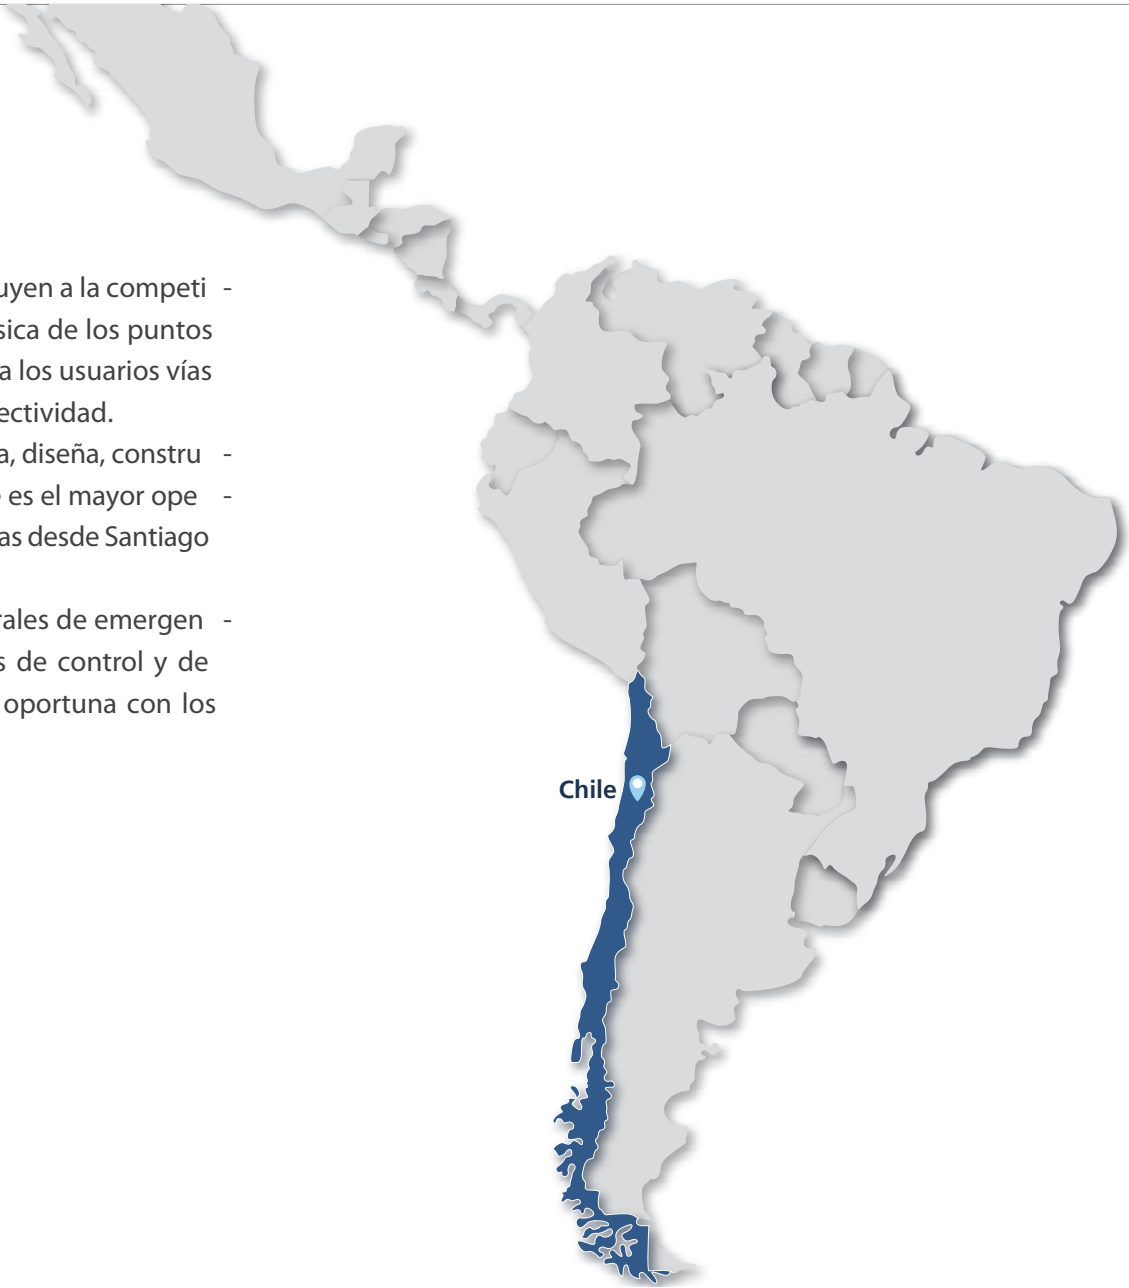 uyen a la competi -
sica de los puntos
a los usuarios vías
ectividad.
a, diseña, constru -
es el mayor ope -
as desde Santiago
rales de emergen -
s de control y de
oportuna con los
Chile